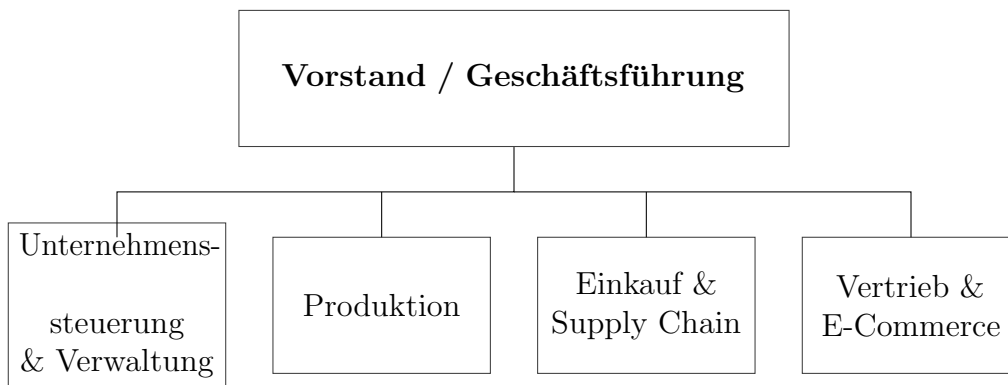 Vorstand / Geschäftsführung
Unternehmens-
steuerung
& Verwaltung
Produktion
Einkauf &
Supply Chain
Vertrieb &
E-Commerce